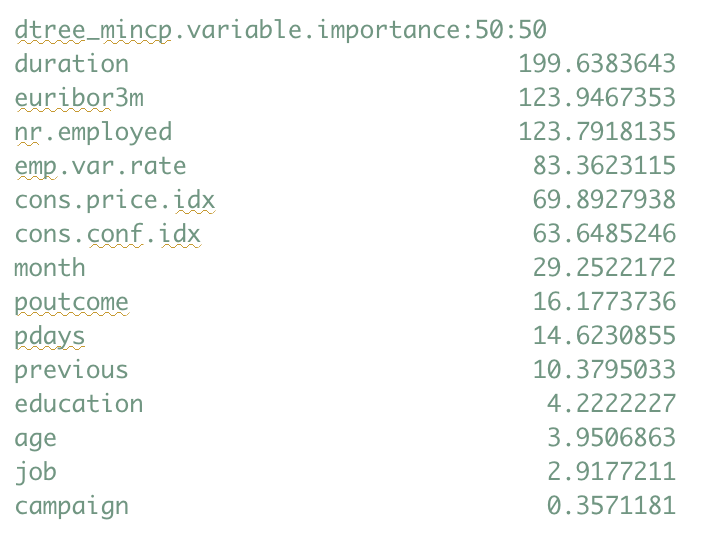 dtree_mincp.variable.importance:50:50
duration 199.6383643
euribor3m 123.9467353
nr.employed 123.7918135
emp.var.rate 83.3623115
cons.price.idx 69.8927938
cons.conf.idx 63.6485246
month 29.2522172
poutcome 16.1773736
pdays 14.6230855
previous 10.3795033
education 4.2222227
age 3.9506863
job 2.9177211
campaign 0.3571181